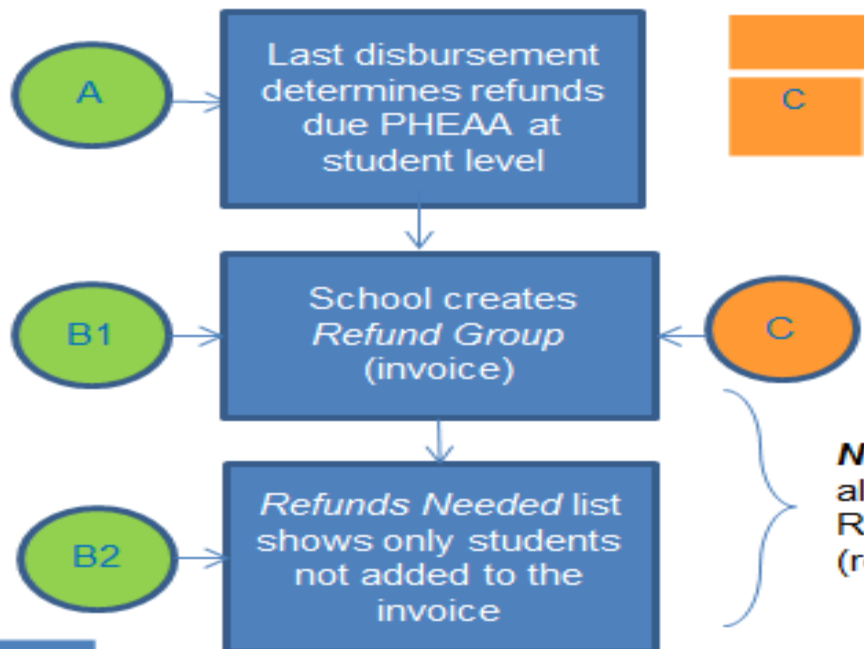 A
Last disbursement
determines refunds
due PHEAA at
student level
C
B1
School creates
Refund Group
(invoice)
C
B2
Refunds Needed list
shows only students
not added to the
invoice